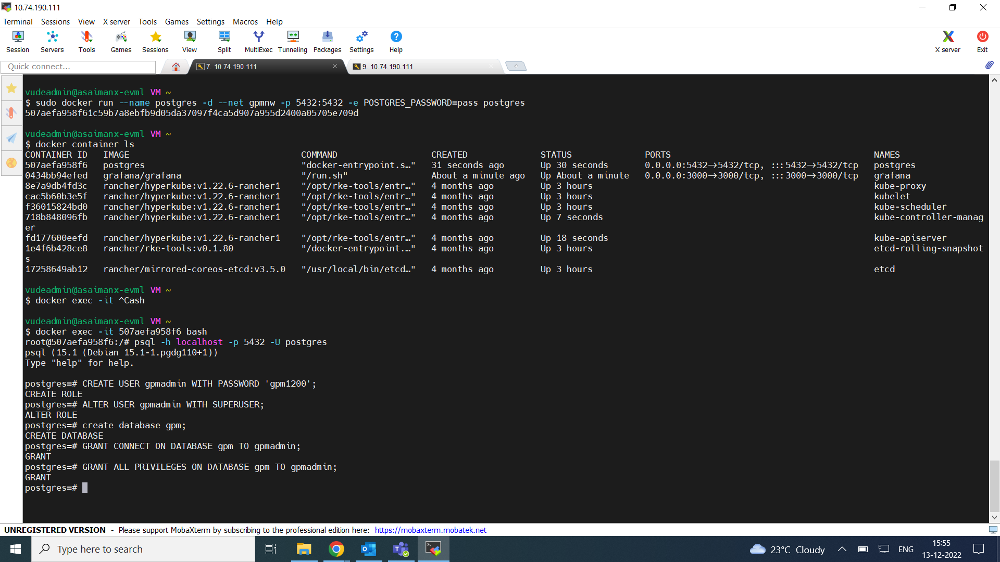 10.74.190.111
Terminal Sessions View X server Tools Games Settings Macros Help
Session Servers Tools Games Sessions View Split MultiExec Tunneling Packages Settings Help X server Exit
Quick connect... 7. 10.74.190.111 9. 10.74.190.111
vudeadmin@asaimanx-evml VM ~
$ sudo docker run --name postgres -d --net gpmnw -p 5432:5432 -e POSTGRES_PASSWORD=pass postgres
507aefa958f61c59b7a8ebfb9d05da37097f4ca5d907a955d2400a05705e709d
vudeadmin@asaimanx-evml VM ~
$ docker container ls
CONTAINER ID IMAGE COMMAND CREATED STATUS PORTS NAMES
507aefa958f6 postgres "docker-entrypoint.s…" 31 seconds ago Up 30 seconds 0.0.0.0:5432->5432/tcp, :::5432->5432/tcp postgres
0434bb94efed grafana/grafana "/run.sh" About a minute ago Up About a minute 0.0.0.0:3000->3000/tcp, :::3000->3000/tcp grafana
8e7a9db4fd3c rancher/hyperkube:v1.22.6-rancher1 "/opt/rke-tools/entr…" 4 months ago Up 3 hours kube-proxy
cac5b60b3e5f rancher/hyperkube:v1.22.6-rancher1 "/opt/rke-tools/entr…" 4 months ago Up 3 hours kubelet
f36015824bd0 rancher/hyperkube:v1.22.6-rancher1 "/opt/rke-tools/entr…" 4 months ago Up 3 hours kube-scheduler
718b848096fb rancher/hyperkube:v1.22.6-rancher1 "/opt/rke-tools/entr…" 4 months ago Up 7 seconds kube-controller-manag
er
fd177600eefd rancher/hyperkube:v1.22.6-rancher1 "/opt/rke-tools/entr…" 4 months ago Up 18 seconds kube-apiserver
1e4f6b428ce8 rancher/rke-tools:v0.1.80 "/docker-entrypoint.…" 4 months ago Up 3 hours etcd-rolling-snapshot
s
17258649ab12 rancher/mirrored-coreos-etcd:v3.5.0 "/usr/local/bin/etcd…" 4 months ago Up 3 hours etcd
vudeadmin@asaimanx-evml VM ~
$ docker exec -it ^Cash
vudeadmin@asaimanx-evml VM ~
$ docker exec -it 507aefa958f6 bash
root@507aefa958f6:/# psql -h localhost -p 5432 -U postgres
psql (15.1 (Debian 15.1-1.pgdg110+1))
Type "help" for help.
postgres=# CREATE USER gpmadmin WITH PASSWORD 'gpm1200';
CREATE ROLE
postgres=# ALTER USER gpmadmin WITH SUPERUSER;
ALTER ROLE
postgres=# create database gpm;
CREATE DATABASE
postgres=# GRANT CONNECT ON DATABASE gpm TO gpmadmin;
GRANT
postgres=# GRANT ALL PRIVILEGES ON DATABASE gpm TO gpmadmin;
GRANT
postgres=#
UNREGISTERED VERSION - Please support MobaXterm by subscribing to the professional edition here: https://mobaxterm.mobatek.net
Type here to search 23°C Cloudy ENG 15:55
13-12-2022